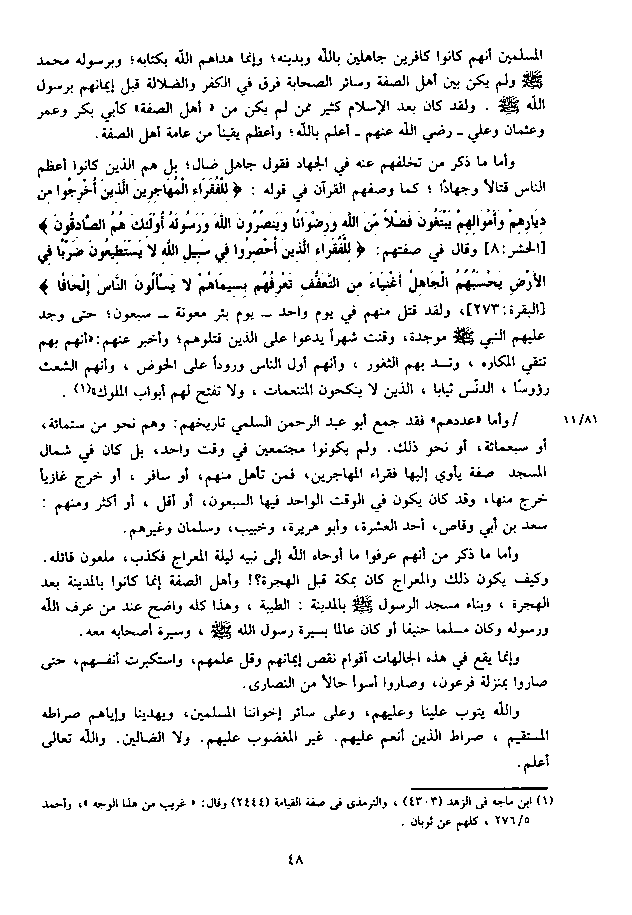 المسلمين أنهم كانوا كافرين جاهلين بالله وبدينه؛ وإنما هداهم الله بكتابه؛ وبرسوله محمد
ﷺ ولم يكن بين أهل الصفة وسائر الصحابة فرق في الكفر والضلالة قبل إيمانهم برسول
الله ﷺ . ولقد كان بعد الإسلام كثير ممن لم يكن من « أهل الصفة» كأبي بكر وعمر
وعثمان وعلي ـ رضي الله عنهم ـ أعلم بالله؛ وأعظم يقيناً من عامة أهل الصفة.
وأما ما ذكر من تخلفهم عنه في الجهاد فقول جاهل ضال؛ بل هم الذين كانوا أعظم
الناس قتالاً وجهادًا ؛ كما وصفهم القرآن في قوله : ﴿ لِلْفُقَرَاءِ الْمُهَاجِرِينَ الَّذِينَ أُخْرِجُوا مِن
دِيَارِهِمْ وَأَمْوَالِهِمْ يَبْتَغُونَ فَضْلاً مِّنَ اللَّهِ وَرِضْوَانًا وَيَنصُرُونَ اللَّهَ وَرَسُولَهُ أُولَئِكَ هُمُ الصَّادِقُونَ ﴾
[الحشر:٨] وقال في صفتهم: ﴿ لِلْفُقَرَاءِ الَّذِينَ أُحْصِرُوا فِي سَبِيلِ اللَّهِ لا يَسْتَطِيعُونَ ضَرْبًا فِي
الأَرْضِ يَحْسَبُهُمُ الْجَاهِلُ أَغْنِيَاءَ مِنَ التَّعَفُّفِ تَعْرِفُهُم بِسِيمَاهُمْ لا يَسْأَلُونَ النَّاسَ إِلْحَافًا ﴾
[البقرة:٢٧٣]، ولقد قتل منهم في يوم واحد ـ يوم بئر معونة ـ سبعون؛ حتى وجد
عليهم النبي ﷺ موجدة، وقنت شهراً يدعوا على الذين قتلوهم؛ وأخبر عنهم:«أنهم بهم
تتقي المكاره ، وتسد بهم الثغور ، وأنهم أول الناس وروداً على الحوض ، وأنهم الشعث
رؤوسًا ، الدنس ثيابا ، الذين لا ينكحون المتنعمات ، ولا تفتح لهم أبواب الملوك»(١) .
١١/٨١ /وأما «عددهم» فقد جمع أبو عبد الرحمن السلمي تاريخهم: وهم نحو من ستمائة،
أو سبعمائة، أو نحو ذلك. ولم يكونوا مجتمعين في وقت واحد، بل كان في شمال
المسجد صفة يأوي إليها فقراء المهاجرين، فمن تأهل منهم، أو سافر ، أو خرج غازياً
خرج منها، وقد كان يكون في الوقت الواحد فيها السبعون، أو أقل ، أو أكثر ومنهم :
سعد بن أبي وقاص، أحد العشرة، وأبو هريرة، وخبيب، وسلمان وغيرهم.
وأما ما ذكر من أنهم عرفوا ما أوحاه الله إلى نبيه ليلة المعراج فكذب، ملعون قائله.
وكيف يكون ذلك والمعراج كان بمكة قبل الهجرة؟! وأهل الصفة إنما كانوا بالمدينة بعد
الهجرة ، وبناء مسجد الرسول ﷺ بالمدينة : الطيبة ، وهذا كله واضح عند من عرف الله
ورسوله وكان مسلما حنيفا أو كان عالما بسيرة رسول الله ﷺ ، وسيرة أصحابه معه.
وإنما يقع في هذه الجالهات أقوام نقص إيمانهم وقل علمهم، واستكبرت أنفسهم، حتى
صاروا بمنزلة فرعون، وصاروا أسوأ حالاً من النصارى.
والله يتوب علينا وعليهم، وعلى سائر إخواننا المسلمين، ويهدينا وإياهم صراطه
المستقيم ، صراط الذين أنعم عليهم. غير المغضوب عليهم. ولا الضالين. والله تعالى
أعلم.
(١) ابن ماجه في الزهد (٤٣٠٣) ، والترمذى في صفة القيامة (٢٤٤٤) وقال: « غريب من هذا الوجه »، وأحمد
٥/ ٢٧٦ ، كلهم عن ثوبان .
٤٨